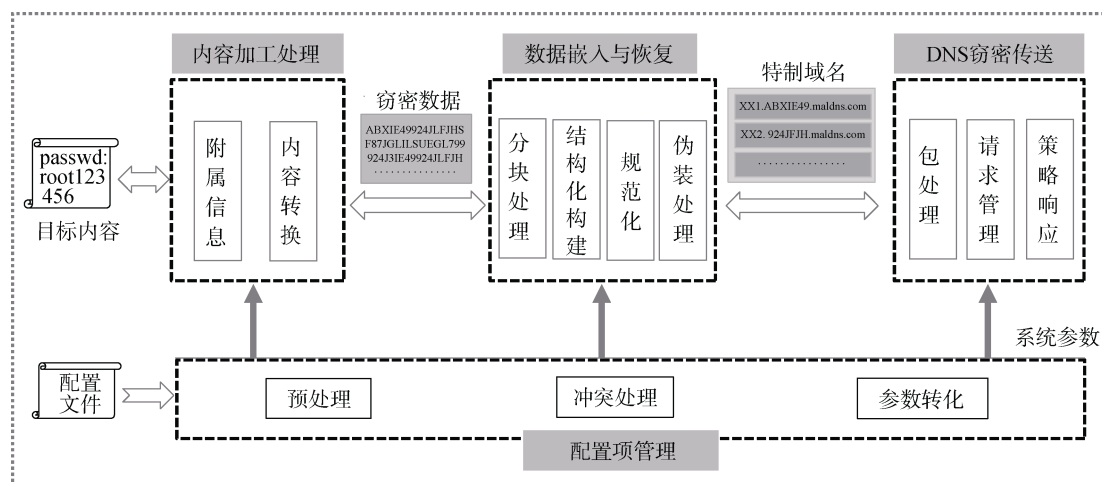 内容加工处理
数据嵌入与恢复
DNS窃密传送
窃密数据
特制域名
ABXIE49924JLFJHS
F87JGLILSUEGL799
924J3IE49924JLFJH
···············
XX1.ABXIE49.maldns.com
XX2. 924JFJH.maldns.com
···············
passwd:
root123
456
目标内容
附属信息
内容转换
分块处理
结构化构建
规范化
伪装处理
包处理
请求管理
策略响应
系统参数
配置
文件
预处理
冲突处理
参数转化
配置项管理